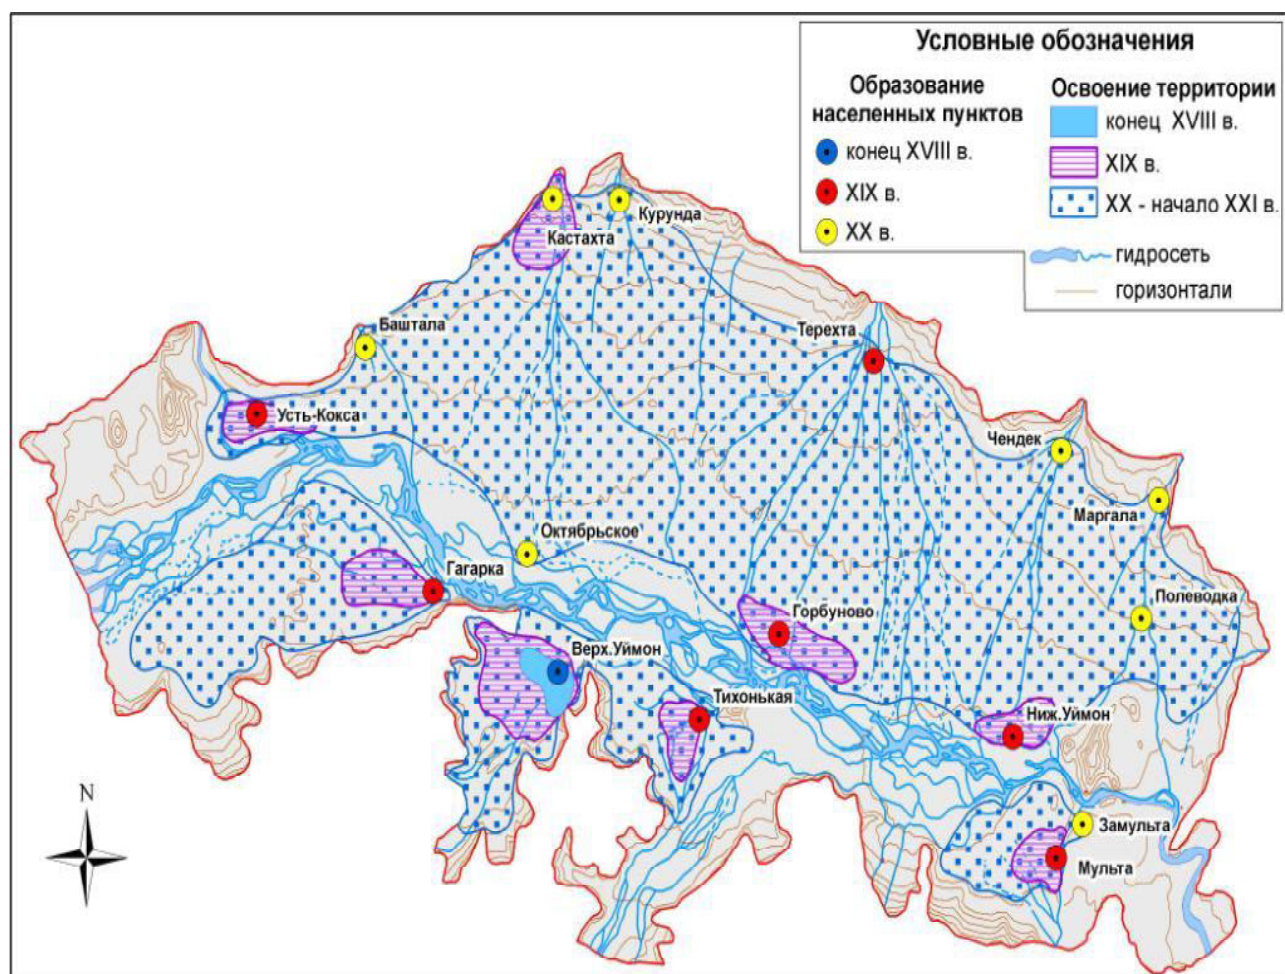 Условные обозначения
Образование
населенных пунктов
конец XVIII в.
XIX в.
XX в.
Освоение территории
конец XVIII в.
XIX в.
XX - начало XXI в.
гидросеть
горизонтали
Курунда
Кастахта
Баштала
Терехта
Усть-Кокса
Чендек
Маргала
Октябрьское
Гагарка
Полеводка
Горбуново
Верх.Уймон
Тихонькая
Ниж.Уймон
N
Замульта
Мульта